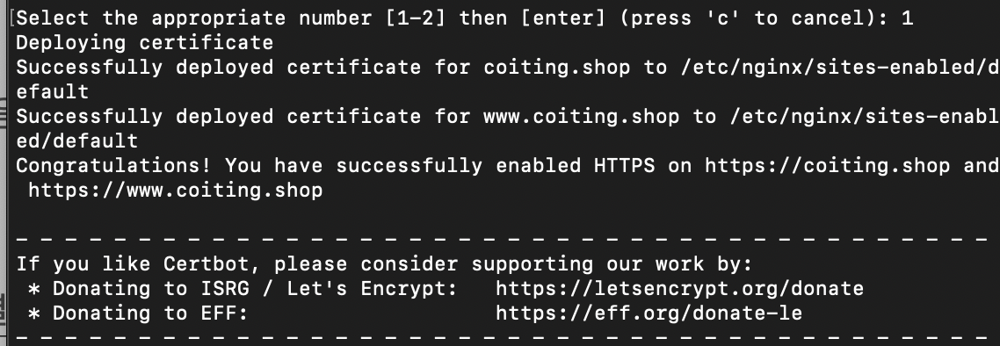 [Select the appropriate number [1-2] then [enter] (press 'c' to cancel): 1
Deploying certificate
Successfully deployed certificate for coiting.shop to /etc/nginx/sites-enabled/d
efault
Successfully deployed certificate for www.coiting.shop to /etc/nginx/sites-enabl
ed/default
Congratulations! You have successfully enabled HTTPS on https://coiting.shop and
 https://www.coiting.shop

- - - - - - - - - - - - - - - - - - - - - - - - - - - - - - - - - - - - - - - -
If you like Certbot, please consider supporting our work by:
 * Donating to ISRG / Let's Encrypt:   https://letsencrypt.org/donate
 * Donating to EFF:                    https://eff.org/donate-le
- - - - - - - - - - - - - - - - - - - - - - - - - - - - - - - - - - - - - - - -